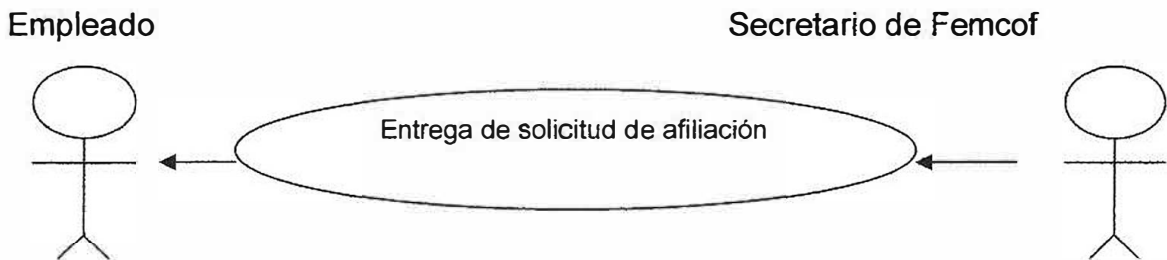 Empleado
Secretario de Femcof
Entrega de solicitud de afiliación